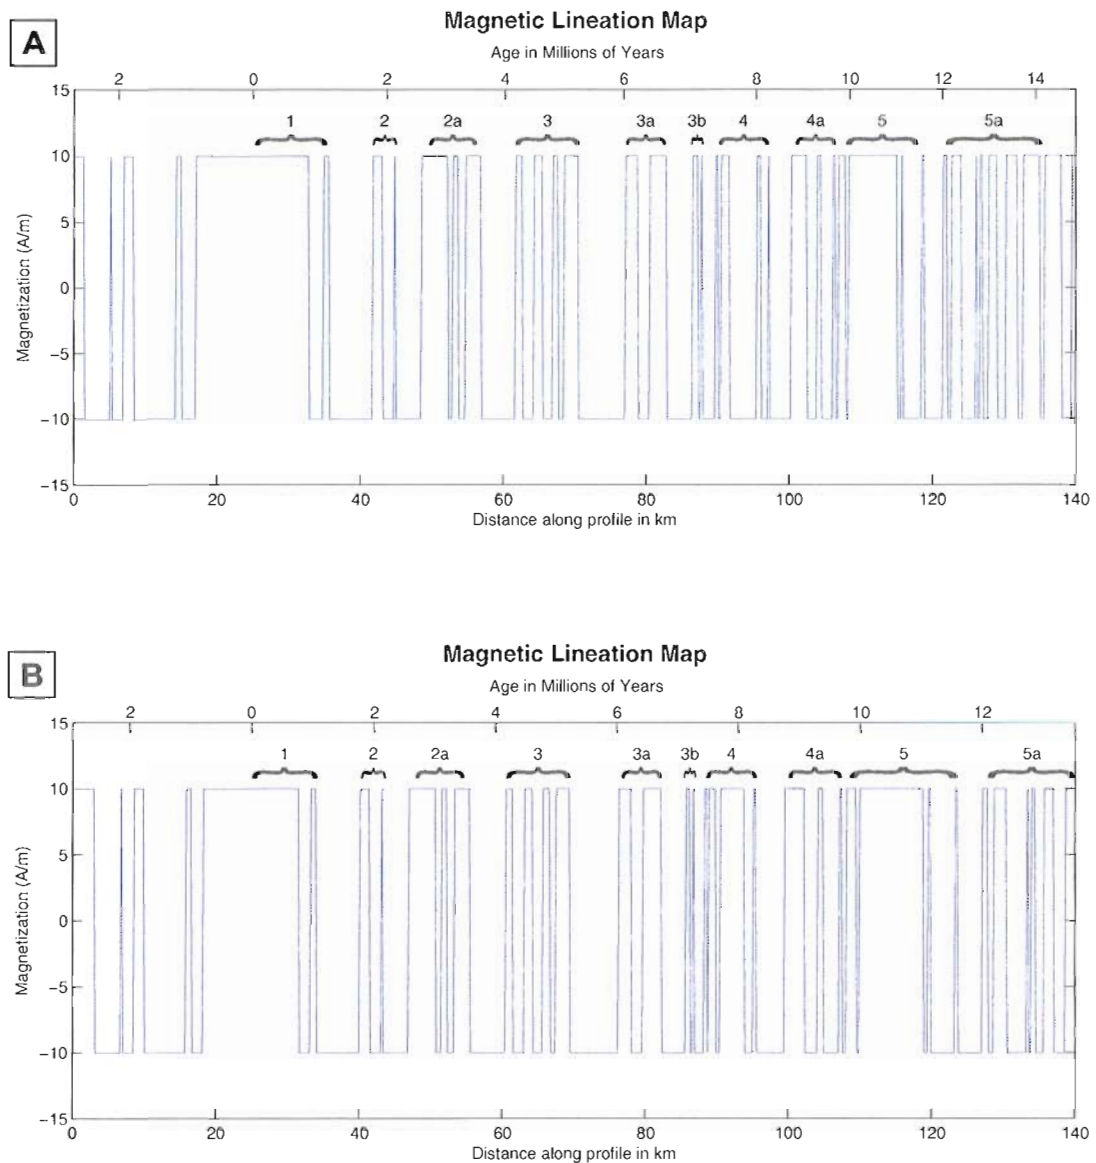 A
Magnetic Lineation Map
Age in Millions of Years
2 0 2 4 6 8 10 12 14
1 2 2a 3 3a 3b 4 4a 5 5a
15
10
5
0
−5
−10
−15
Magnetization (A/m)
0 20 40 60 80 100 120 140
Distance along profile in km
B
Magnetic Lineation Map
Age in Millions of Years
2 0 2 4 6 8 10 12
1 2 2a 3 3a 3b 4 4a 5 5a
15
10
5
0
−5
−10
−15
Magnetization (A/m)
0 20 40 60 80 100 120 140
Distance along profile in km